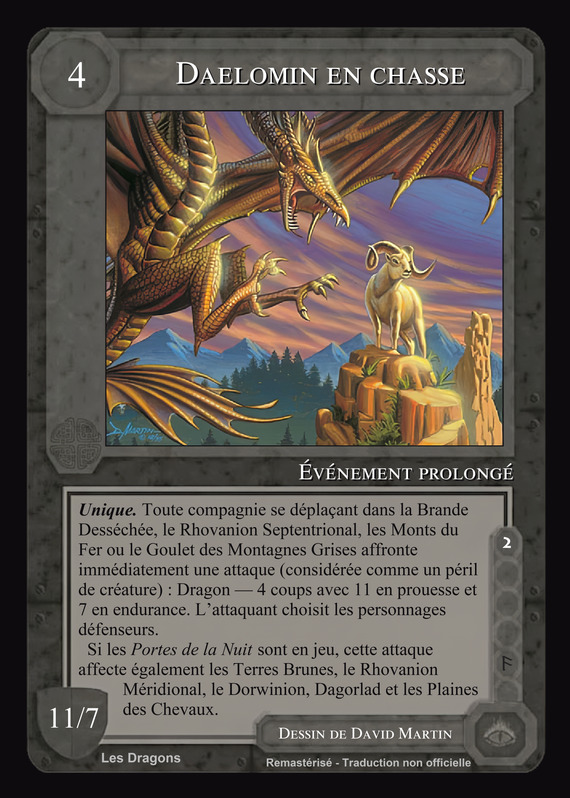 4
Daelomin en chasse
D. Martin
Événement prolongé
Unique. Toute compagnie se déplaçant dans la Brande
Desséchée, le Rhovanion Septentrional, les Monts du
Fer ou le Goulet des Montagnes Grises affronte
immédiatement une attaque (considérée comme un péril
de créature) : Dragon — 4 coups avec 11 en prouesse et
7 en endurance. L’attaquant choisit les personnages
défenseurs.
Si les Portes de la Nuit sont en jeu, cette attaque
affecte également les Terres Brunes, le Rhovanion
Méridional, le Dorwinion, Dagorlad et les Plaines
des Chevaux.
2
11/7
Dessin de David Martin
Les Dragons
Remastérisé - Traduction non officielle